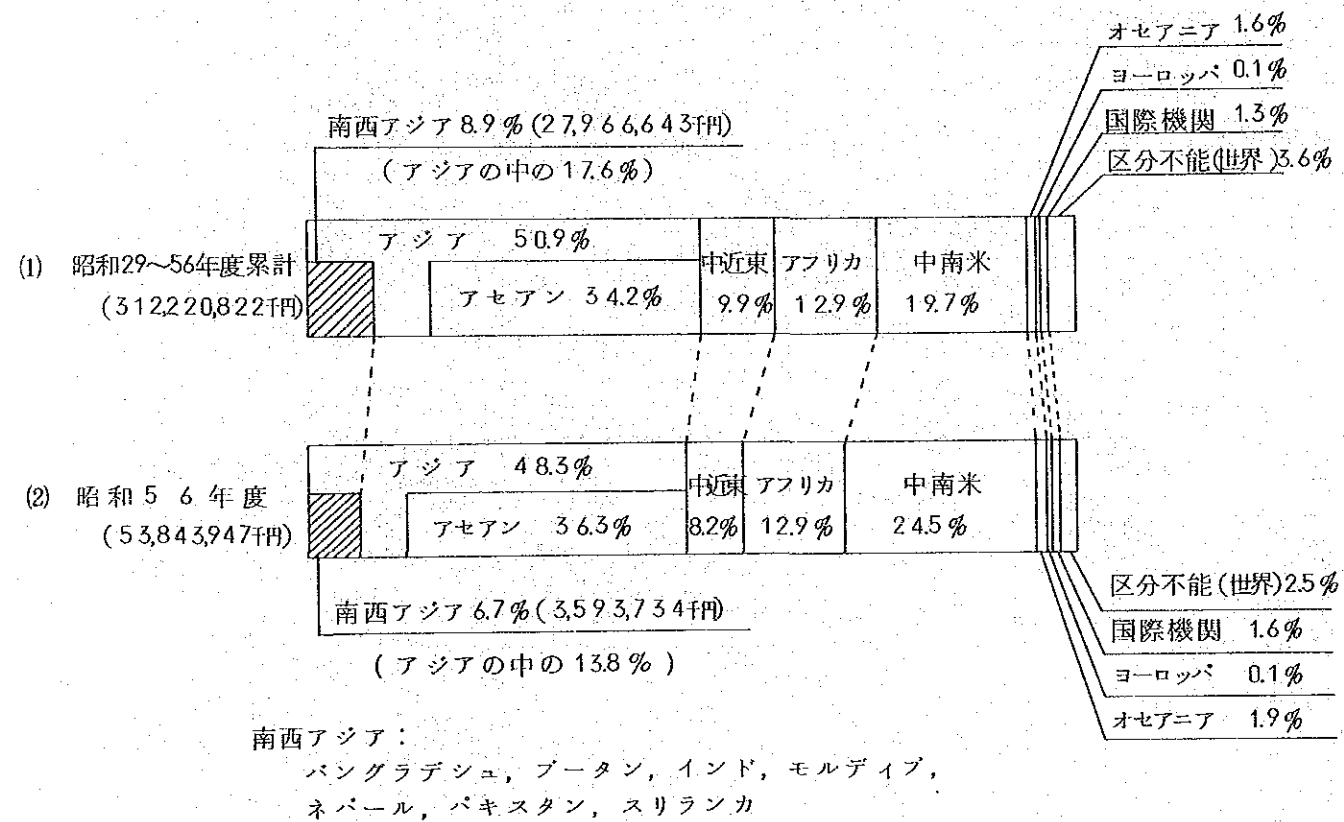 オセアニア 1.6%
ヨーロッパ 0.1%
国際機関 1.3%
区分不能(世界)3.6%
南西アジア8.9%(27,966,643千円)
(アジアの中の17.6%)
(1) 昭和29~56年度累計
(312,220,822千円)
アジア 50.9%
アセアン 34.2%
中近東
9.9%
アフリカ
12.9%
中南米
19.7%
(2) 昭和56年度
(53,843,947千円)
アジア 48.3%
アセアン 36.3%
中近東
8.2%
アフリカ
12.9%
中南米
24.5%
南西アジア6.7%(3,593,734千円)
(アジアの中の13.8%)
区分不能(世界)2.5%
国際機関 1.6%
ヨーロッパ 0.1%
オセアニア 1.9%
南西アジア:
バングラデシュ,ブータン,インド,モルディブ,
ネパール,パキスタン,スリランカ